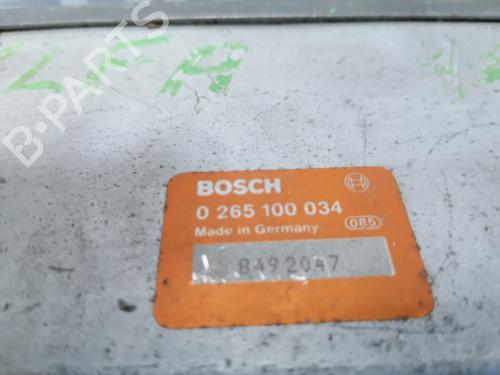 B-PARTS
BOSCH
0 265 100 034
Made in Germany
085
8492047